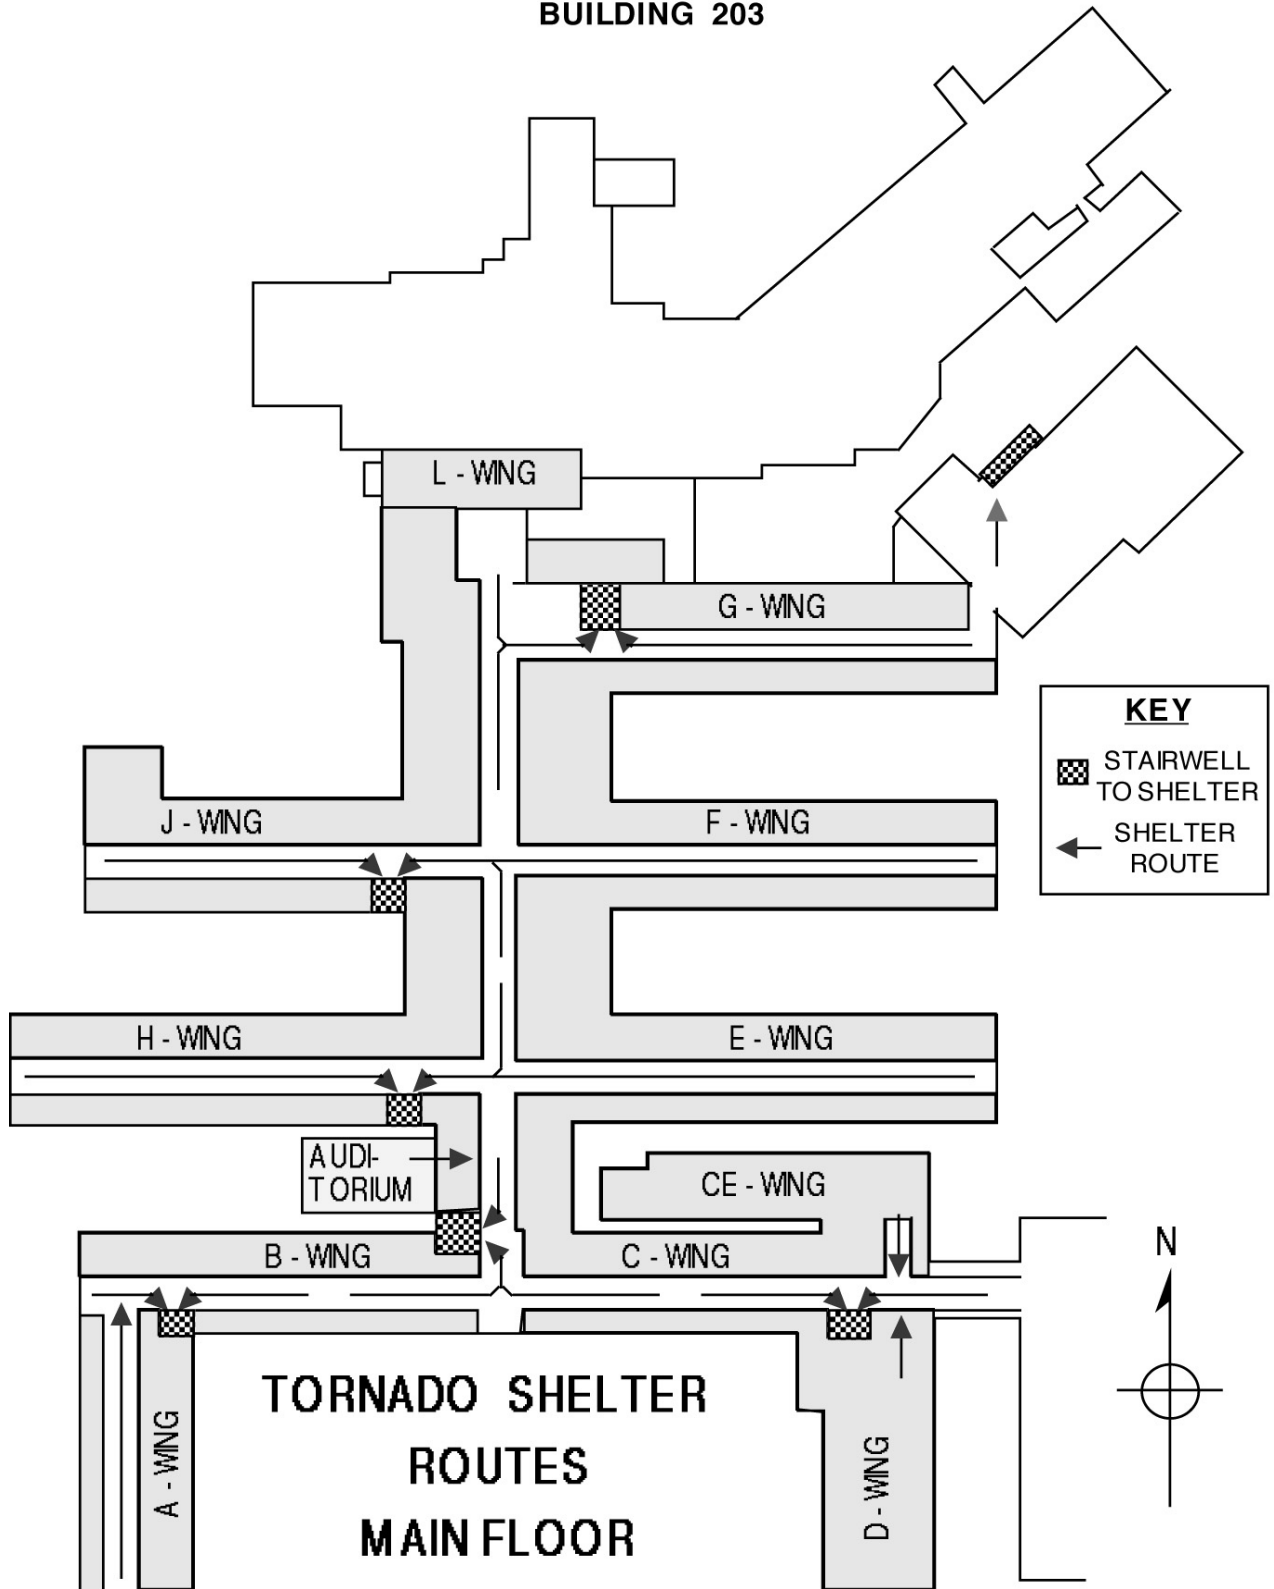 BUILDING 203
L - WING
G - WING
KEY
STAIRWELL
TO SHELTER
SHELTER
ROUTE
J - WING
F - WING
H - WING
E - WING
AUDI-
TORIUM
CE - WING
B - WING
C - WING
N
TORNADO SHELTER
ROUTES
MAIN FLOOR
A - WING
D - WING